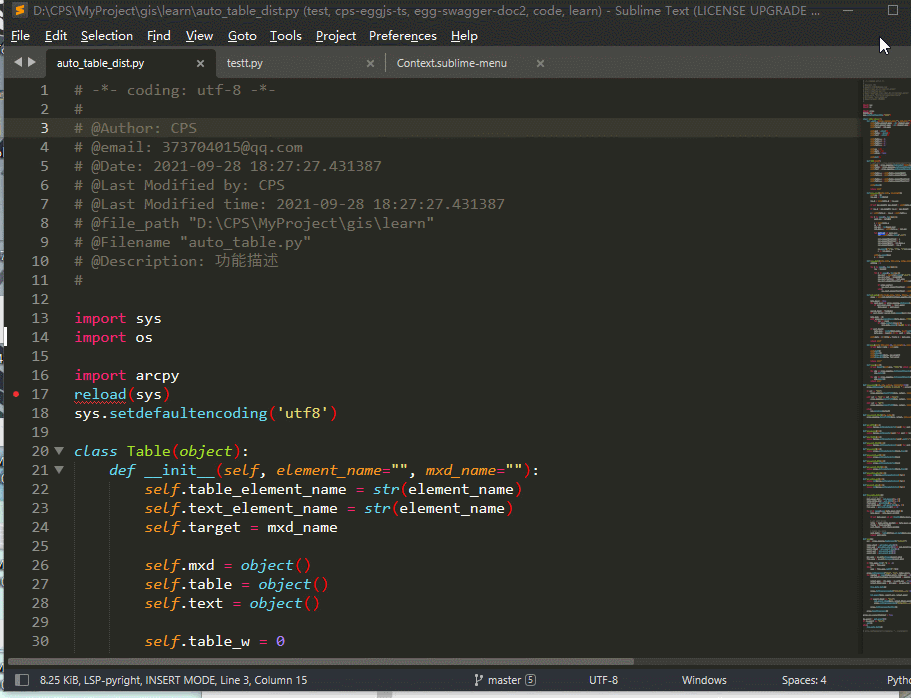 D:\CPS\MyProject\gis\learn\auto_table_dist.py (test, cps-eggjs-ts, egg-swagger-doc2, code, learn) - Sublime Text (LICENSE UPGRADE ...
File Edit Selection Find View Goto Tools Project Preferences Help
auto_table_dist.py testt.py Context.sublime-menu
1 # -*- coding: utf-8 -*-
2 #
3 # @Author: CPS
4 # @email: 373704015@qq.com
5 # @Date: 2021-09-28 18:27:27.431387
6 # @Last Modified by: CPS
7 # @Last Modified time: 2021-09-28 18:27:27.431387
8 # @file_path "D:\CPS\MyProject\gis\learn"
9 # @Filename "auto_table.py"
10 # @Description: 功能描述
11 #
12
13 import sys
14 import os
15
16 import arcpy
17 reload(sys)
18 sys.setdefaultencoding('utf8')
19
20 class Table(object):
21 def __init__(self, element_name="", mxd_name=""):
22 self.table_element_name = str(element_name)
23 self.text_element_name = str(element_name)
24 self.target = mxd_name
25
26 self.mxd = object()
27 self.table = object()
28 self.text = object()
29
30 self.table_w = 0
8.25 KiB, LSP-pyright, INSERT MODE, Line 3, Column 15 master 5 UTF-8 Windows Spaces: 4 Pytho